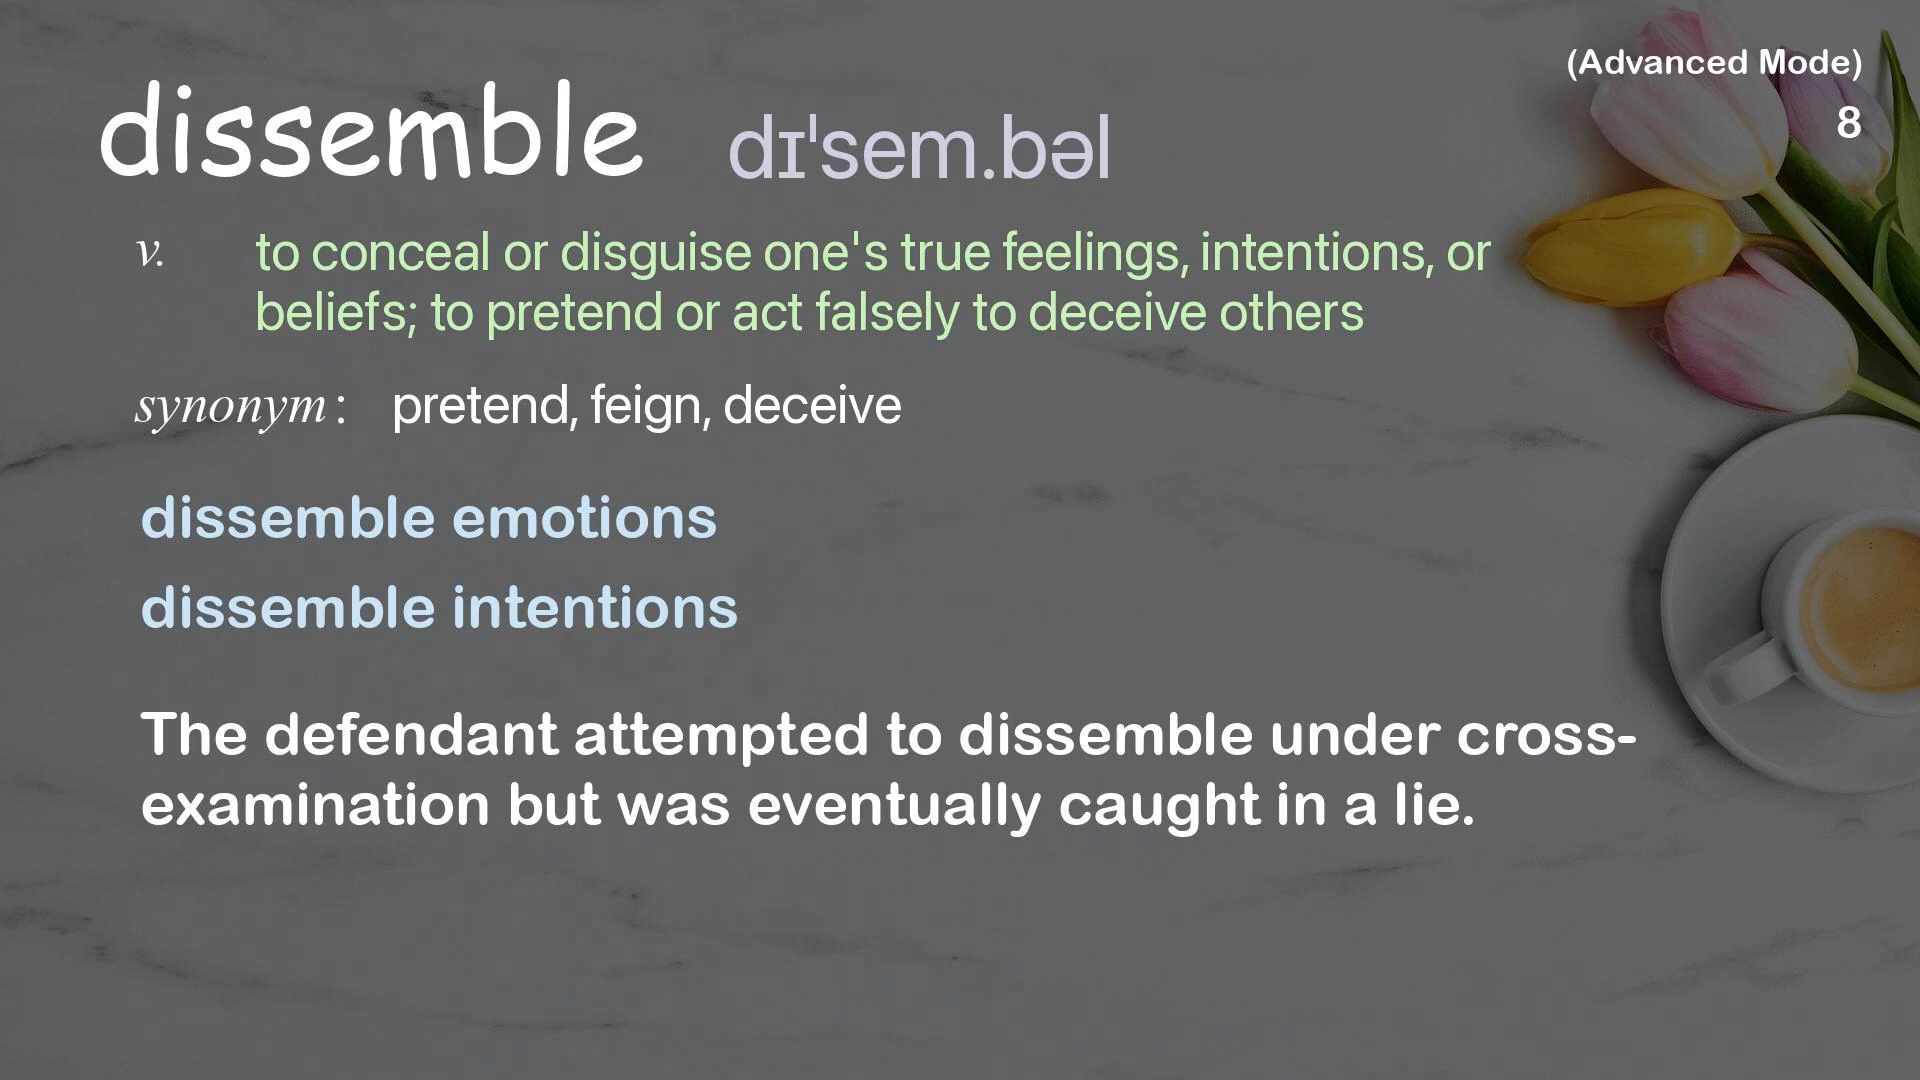 (Advanced Mode)
8
dissemble dɪˈsem.bəl
v. to conceal or disguise one's true feelings, intentions, or
beliefs; to pretend or act falsely to deceive others
synonym: pretend, feign, deceive
dissemble emotions
dissemble intentions
The defendant attempted to dissemble under cross-
examination but was eventually caught in a lie.